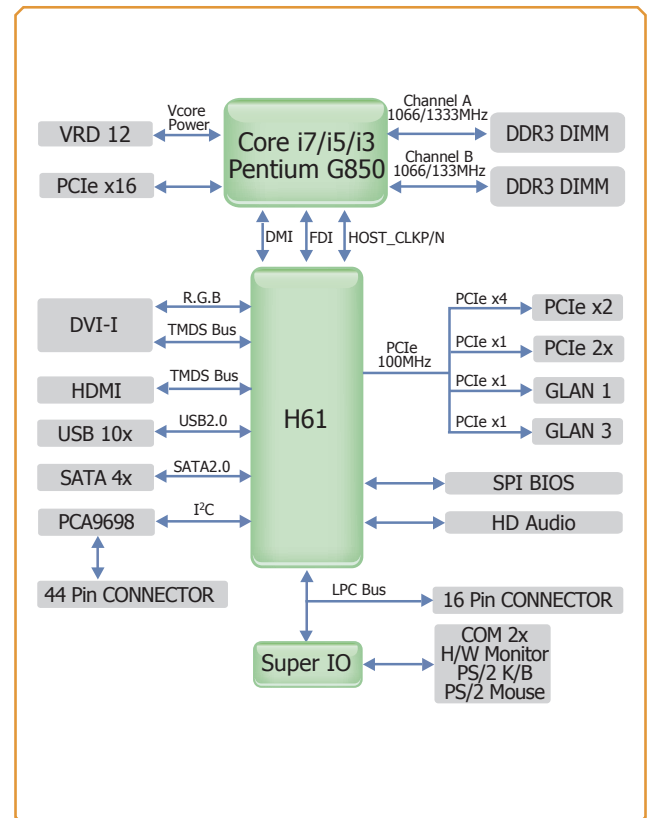 Vcore
Power
VRD 12
PCIe x16
Core i7/i5/i3
Pentium G850
Channel A
1066/1333MHz
DDR3 DIMM
Channel B
1066/133MHz
DDR3 DIMM
DMI
FDI
HOST_CLKP/N
DVI-I
R.G.B
TMDS Bus
HDMI
TMDS Bus
USB 10x
USB2.0
SATA 4x
SATA2.0
PCA9698
I²C
44 Pin CONNECTOR
H61
PCIe
100MHz
PCIe x4
PCIe x2
PCIe x1
PCIe 2x
PCIe x1
GLAN 1
PCIe x1
GLAN 3
SPI BIOS
HD Audio
LPC Bus
16 Pin CONNECTOR
Super IO
COM 2x
H/W Monitor
PS/2 K/B
PS/2 Mouse